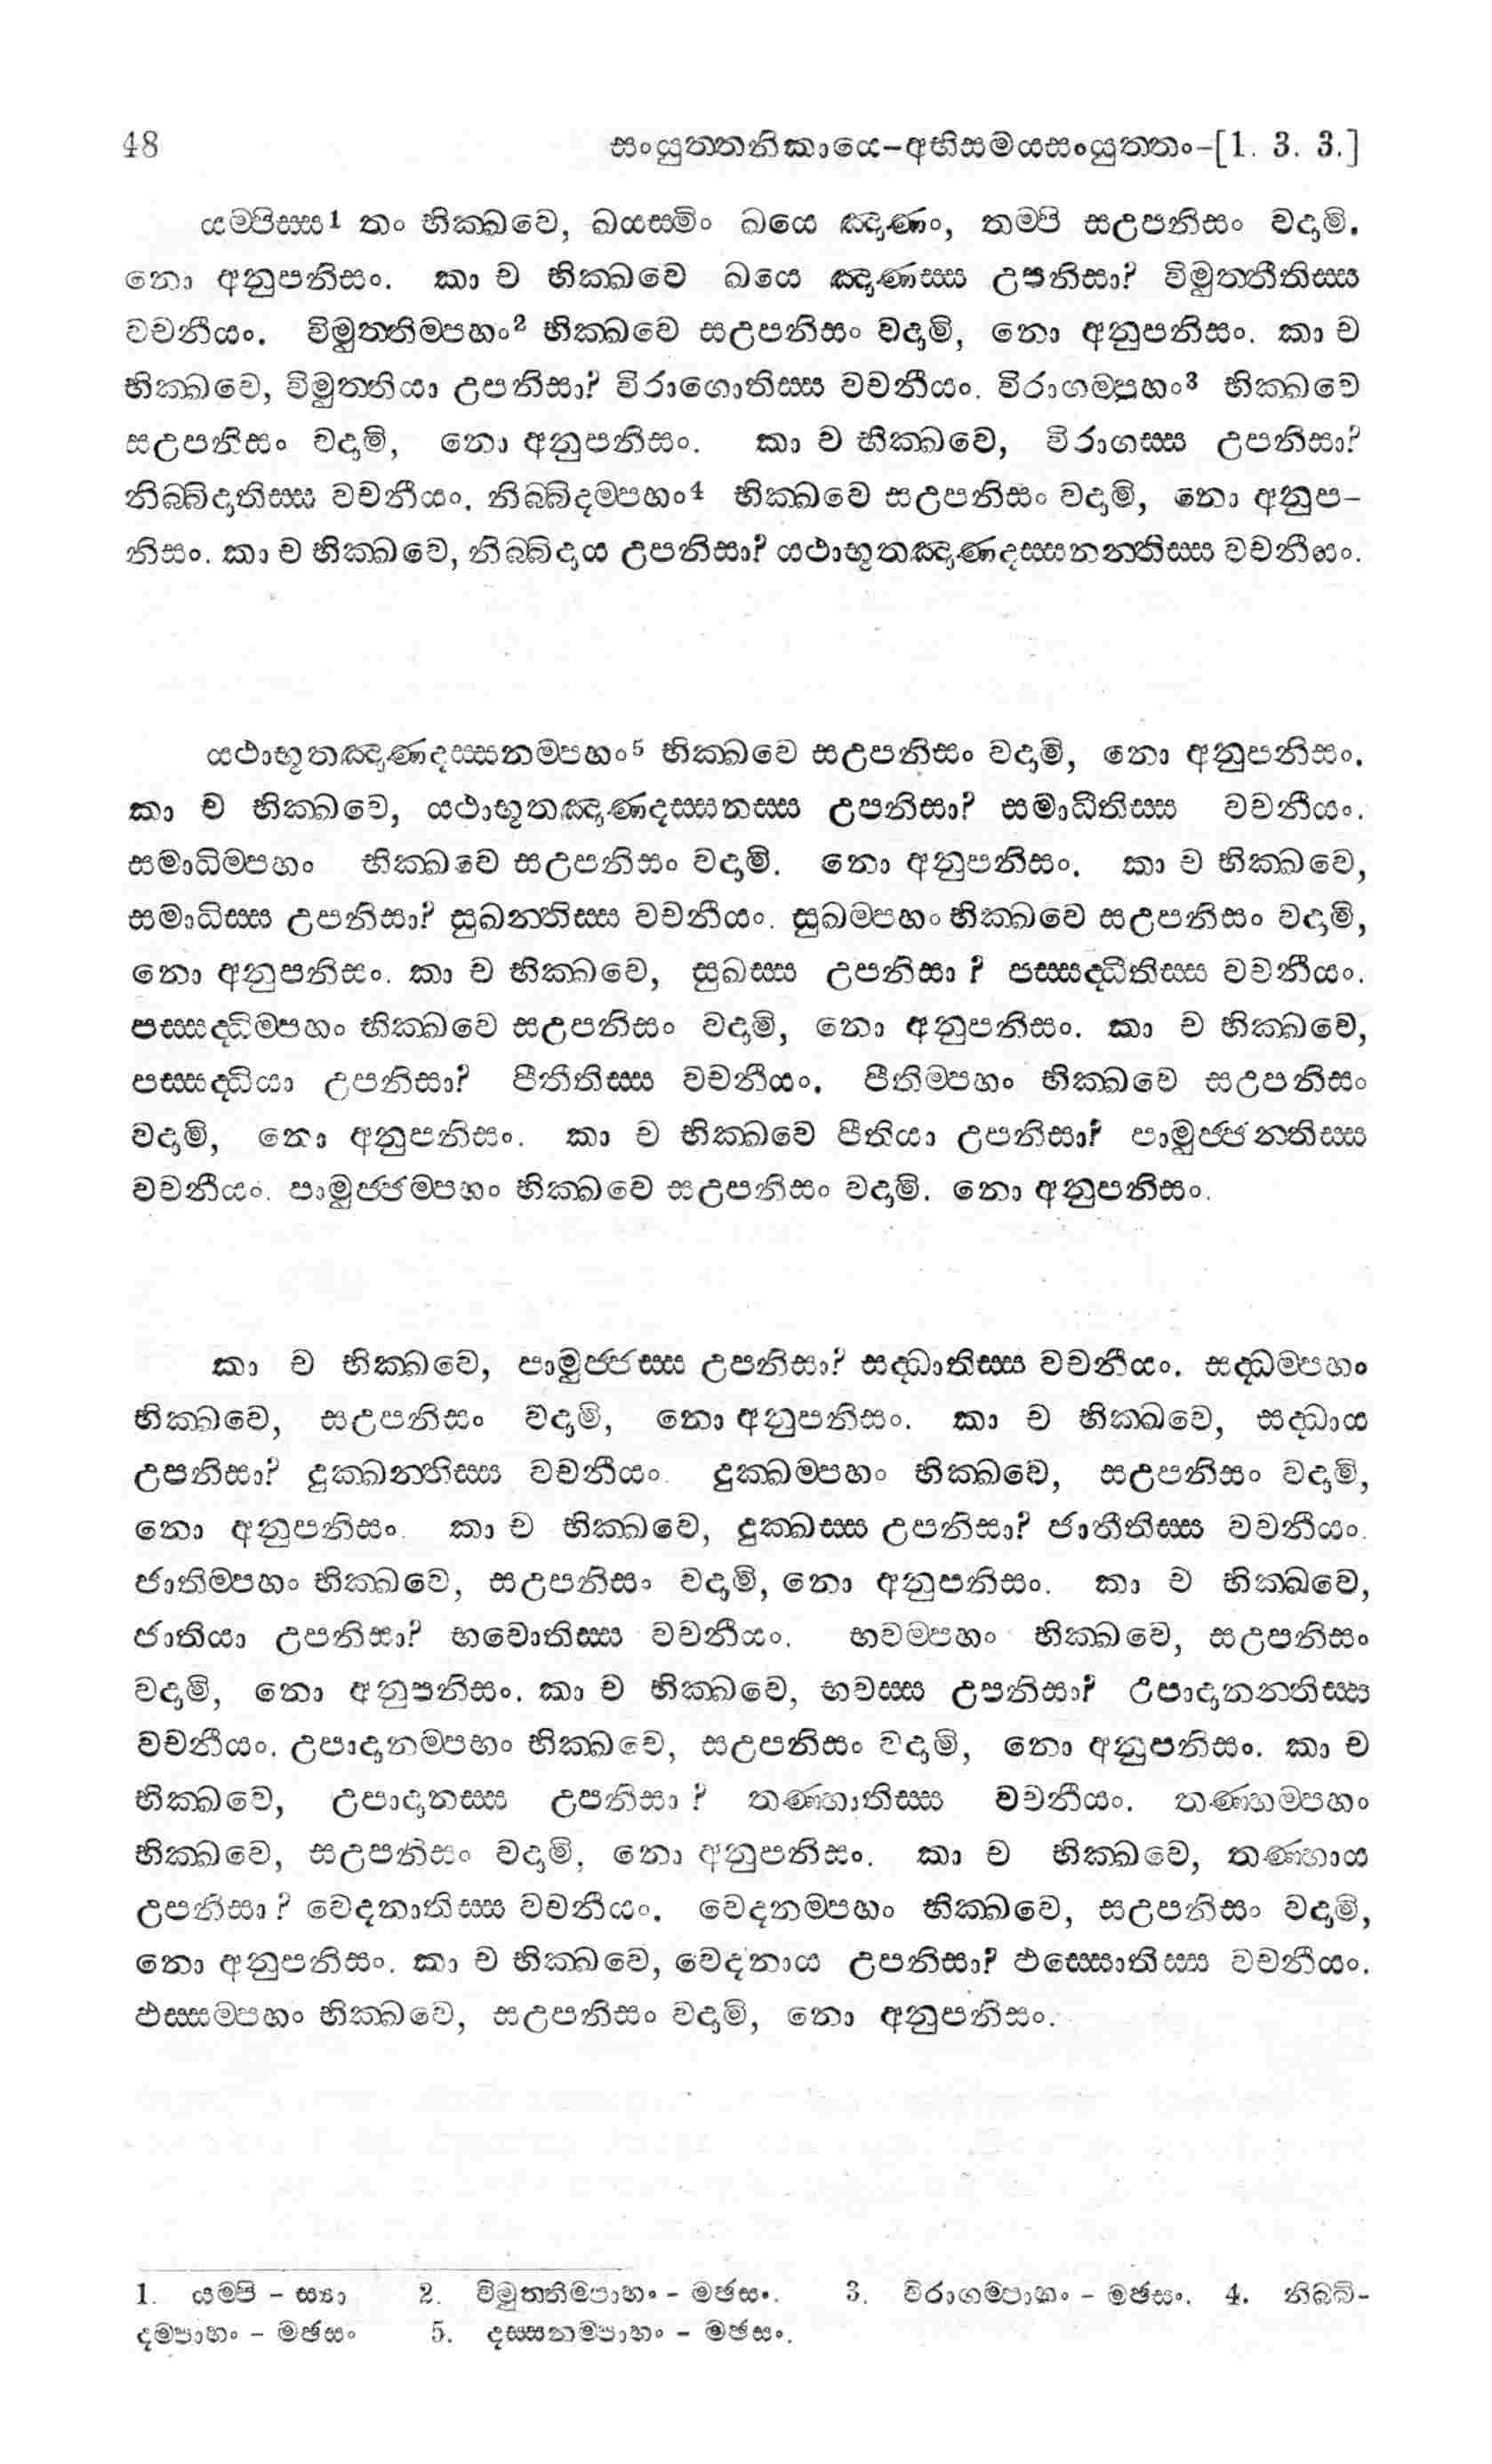 48 සංයුත්තනිකායෙ–අභිසමයසංයුත්තං–[1. 3. 3.]
යම්පිස්ස1 තං භික්ඛවෙ, ඛයස්මිං ඛයෙ ඤාණං, තම්පි සඋපනිසං වදාමි.
නො අනුපනිසං. කා ච භික්ඛවෙ ඛයෙ ඤාණස්ස උපනිසා? විමුත්තීතිස්ස
වචනීයං. විමුත්තිම්පහං2 භික්ඛවෙ සඋපනිසං වදාමි, නො අනුපනිසං. කා ච
භික්ඛවෙ, විමුත්තියා උපනිසා? විරාගොතිස්ස වචනීයං. විරාගම්පහං3 භික්ඛවෙ
සඋපනිසං වදාමි, නො අනුපනිසං. කා ච භික්ඛවෙ, විරාගස්ස උපනිසා?
නිබ්බිදාතිස්ස වචනීයං. නිබ්බිදම්පහං4 භික්ඛවෙ සඋපනිසං වදාමි, නො අනුප–
නිසං. කා ච භික්ඛවෙ, නිබ්බිදාය උපනිසා? යථාභූතඤාණදස්සනන්තිස්ස වචනීයං.
යථාභූතඤාණදස්සනම්පහං5 භික්ඛවෙ සඋපනිසං වදාමි, නො අනුපනිසං.
කා ච භික්ඛවෙ, යථාභූතඤාණදස්සනස්ස උපනිසා? සමාධීතිස්ස වචනීයං.
සමාධිම්පහං භික්ඛවෙ සඋපනිසං වදාමි. නො අනුපනිසං. කා ච භික්ඛවෙ,
සමාධිස්ස උපනිසා? සුඛන්තිස්ස වචනීයං. සුඛම්පහං භික්ඛවෙ සඋපනිසං වදාමි,
නො අනුපනිසං. කා ච භික්ඛවෙ, සුඛස්ස උපනිසා ? පස්සද්ධීතිස්ස වචනීයං.
පස්සද්ධිම්පහං භික්ඛවෙ සඋපනිසං වදාමි, නො අනුපනිසං. කා ච භික්ඛවෙ,
පස්සද්ධියා උපනිසා? පීතීතිස්ස වචනීයං. පීතිම්පහං භික්ඛවෙ සඋපනිසං
වදාමි, නො අනුපනිසං. කා ච භික්ඛවෙ පීතියා උපනිසා? පාමුජ්ජන්තිස්ස
වචනීයං. පාමුජ්ජම්පහං භික්ඛවෙ සඋපනිසං වදාමි. නො අනුපනිසං.
කා ච භික්ඛවෙ, පාමුජ්ජස්ස උපනිසා? සද්ධාතිස්ස වචනීයං. සද්ධම්පහං
භික්ඛවෙ, සඋපනිසං වදාමි, නො අනුපනිසං. කා ච භික්ඛවෙ, සද්ධාය
උපනිසා? දුක්ඛන්තිස්ස වචනීයං. දුක්ඛම්පහං භික්ඛවෙ, සඋපනිසං වදාමි,
නො අනුපනිසං. කා ච භික්ඛවෙ, දුක්ඛස්ස උපනිසා? ජාතීතිස්ස වචනීයං.
ජාතිම්පහං භික්ඛවෙ, සඋපනිසං වදාමි, නො අනුපනිසං. කා ච භික්ඛවෙ,
ජාතියා උපනිසා? භවොතිස්ස වචනීයං. භවම්පහං භික්ඛවෙ, සඋපනිසං
වදාමි, නො අනුපනිසං. කා ච භික්ඛවෙ, භවස්ස උපනිසා? උපාදානන්තිස්ස
වචනීයං. උපාදානම්පහං භික්ඛවෙ, සඋපනිසං වදාමි, නො අනුපනිසං. කා ච
භික්ඛවෙ, උපාදානස්ස උපනිසා ? තණ්හාතිස්ස වචනීයං. තණ්හම්පහං
භික්ඛවෙ, සඋපනිසං වදාමි, නො අනුපනිසං. කා ච භික්ඛවෙ, තණ්හාය
උපනිසා ? වෙදනාතිස්ස වචනීයං. වෙදනම්පහං භික්ඛවෙ, සඋපනිසං වදාමි,
නො අනුපනිසං. කා ච භික්ඛවෙ, වෙදනාය උපනිසා? ඵස්සොතිස්ස වචනීයං.
ඵස්සම්පහං භික්ඛවෙ, සඋපනිසං වදාමි, නො අනුපනිසං.
1. යම්පි – ස්‍යා 2. විමුත්තිම්පාහං – මඡසං. 3. විරාගම්පාහං – මඡසං. 4. නිබ්බි–
දම්පාහං – මඡසං 5. දස්සනම්පාහං – මඡසං.